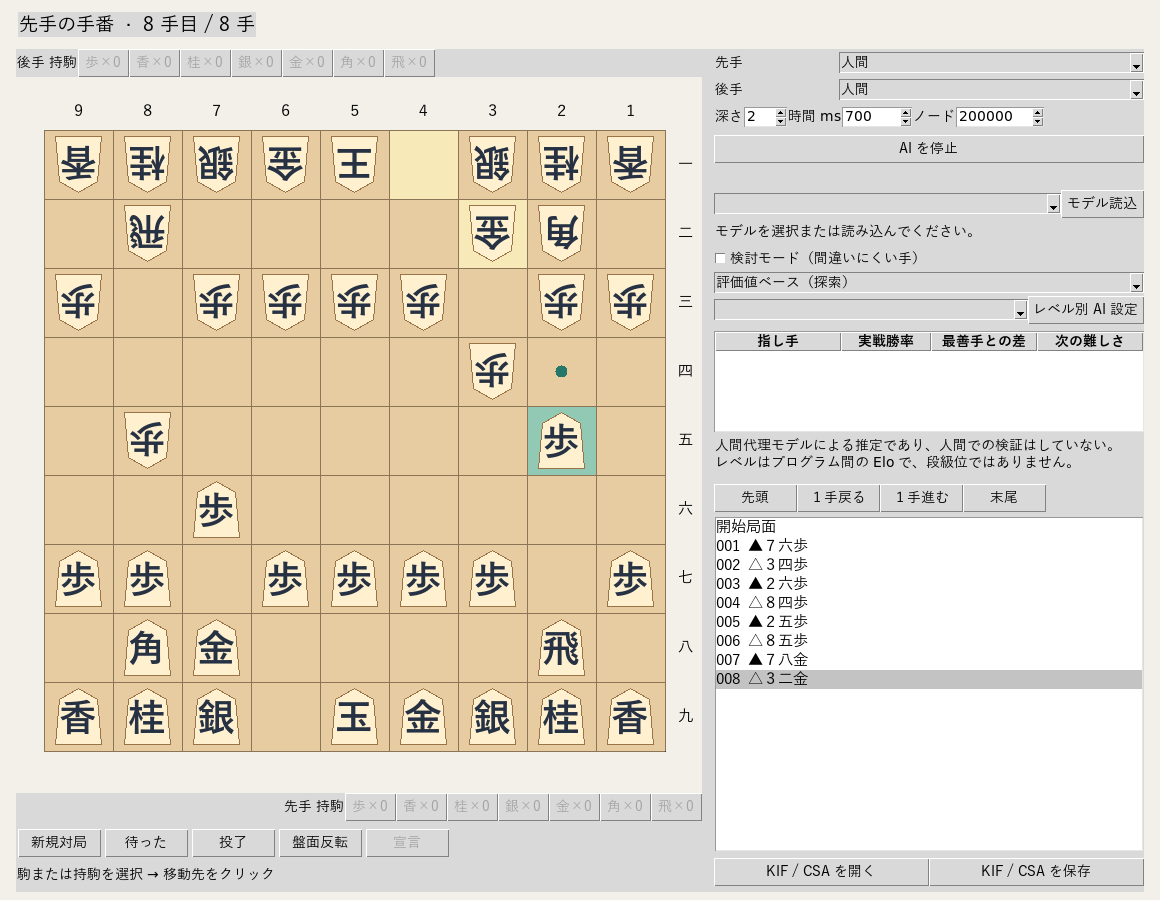 先手の手番 · 8 手目 / 8 手
後手 持駒 歩×0 香×0 桂×0 銀×0 金×0 角×0 飛×0
9 8 7 6 5 4 3 2 1
香 桂 銀 金 王 銀 桂 香 一
飛 金 角 二
歩 歩 歩 歩 歩 歩 歩 三
歩 四
歩 歩 五
歩 六
歩 歩 歩 歩 歩 歩 歩 七
角 金 飛 八
香 桂 銀 玉 金 銀 桂 香 九
先手 持駒 歩×0 香×0 桂×0 銀×0 金×0 角×0 飛×0
新規対局 待った 投了 盤面反転 宣言
駒または持駒を選択 → 移動先をクリック
先手 人間
後手 人間
深さ 2 時間 ms 700 ノード 200000
AI を停止
モデル読込
モデルを選択または読み込んでください。
検討モード（間違いにくい手）
評価値ベース（探索）
レベル別 AI 設定
指し手 実戦勝率 最善手との差 次の難しさ
人間代理モデルによる推定であり、人間での検証はしていない。
レベルはプログラム間の Elo で、段級位ではありません。
先頭 1 手戻る 1 手進む 末尾
開始局面
001 ▲７六歩
002 △３四歩
003 ▲２六歩
004 △８四歩
005 ▲２五歩
006 △８五歩
007 ▲７八金
008 △３二金
KIF / CSA を開く KIF / CSA を保存